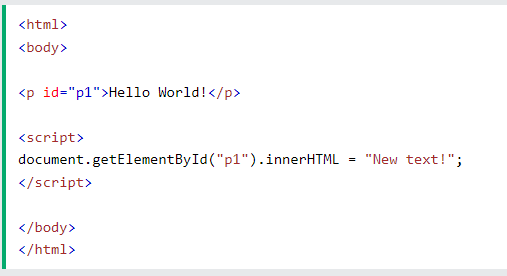 <html>
<body>
<p id="p1">Hello World!</p>
<script>
document.getElementById("p1").innerHTML = "New text!";
</script>
</body>
</html>